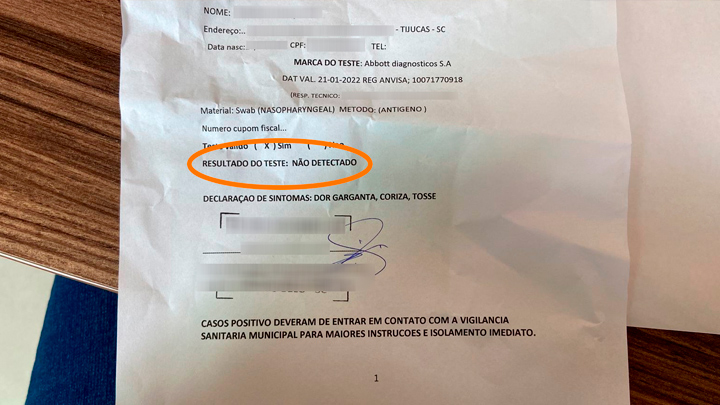 NOME:
Endereço:.. - TIJUCAS - SC
Data nasc: CPF: TEL:
MARCA DO TESTE: Abbott diagnosticos S.A
DAT VAL. 21-01-2022 REG ANVISA; 10071770918
(RESP. TECNICO:
Material: Swab (NASOPHARYNGEAL) METODO: (ANTIGENO )
Numero cupom fiscal...
Teste valido ( X ) Sim ( )
RESULTADO DO TESTE: NÃO DETECTADO
DECLARAÇAO DE SINTOMAS: DOR GARGANTA, CORIZA, TOSSE
CASOS POSITIVO DEVERAM DE ENTRAR EM CONTATO COM A VIGILANCIA
SANITARIA MUNICIPAL PARA MAIORES INSTRUCOES E ISOLAMENTO IMEDIATO.
1